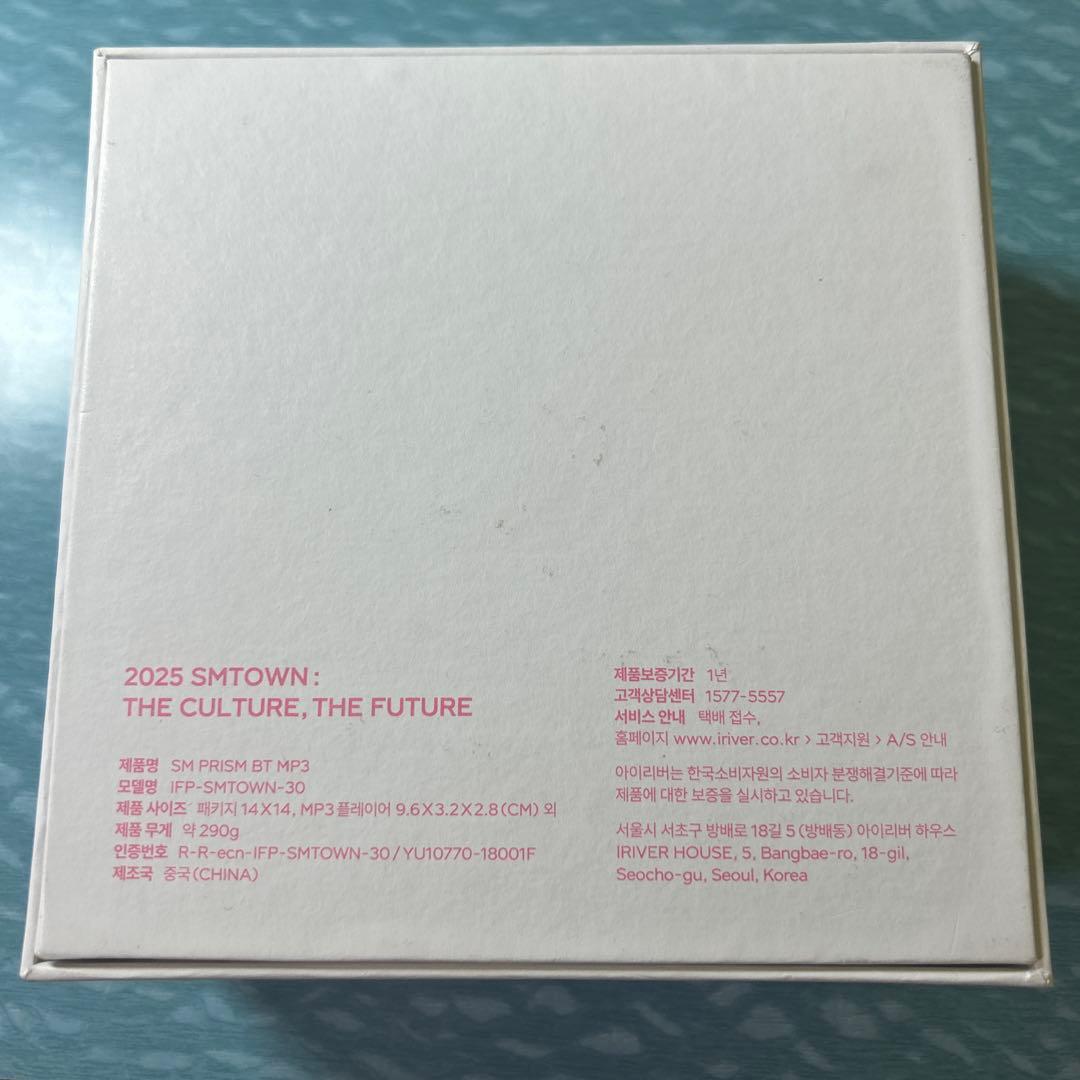 2025 SMTOWN :
THE CULTURE, THE FUTURE
제품명 SM PRISM BT MP3
모델명 IFP-SMTOWN-30
제품 사이즈 패키지 14X14, MP3 플레이어 9.6X3.2X2.8(CM) 외
제품 무게 약 290g
인증번호 R-R-ecn-IFP-SMTOWN-30/YU10770-18001F
제조국 중국(CHINA)
제품보증기간 1년
고객상담센터 1577-5557
서비스 안내 택배 접수,
홈페이지 www.iriver.co.kr > 고객지원 > A/S 안내
아이리버는 한국소비자원의 소비자 분쟁해결기준에 따라
제품에 대한 보증을 실시하고 있습니다.
서울시 서초구 방배로 18길 5 (방배동) 아이리버 하우스
IRIVER HOUSE, 5, Bangbae-ro, 18-gil,
Seocho-gu, Seoul, Korea